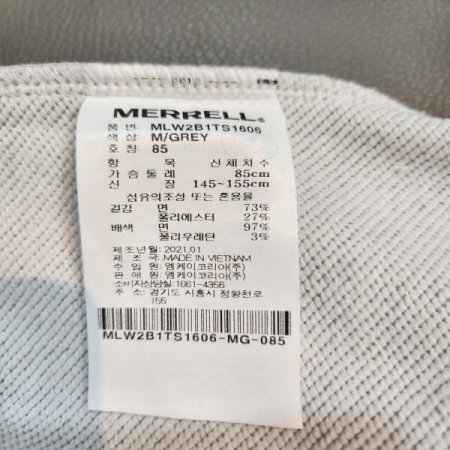 MERRELL
품 번 MLW2B1TS1606
색 상 M/GREY
호 칭 85
항 목 신체치수
가 슴 둘 레 85cm
신 장 145~155cm
섬유의조성 또는 혼용율
겉감 면 73%
폴리에스터 27%
배색 면 97%
폴리우레탄 3%
제조년월:2021.01
제 조 국: MADE IN VIETNAM
수 입 원: 엠케이코리아(주)
판 매 원: 엠케이코리아(주)
소비자상담실: 1661-4356
주 소: 경기도 시흥시 정왕천로
155
MLW2B1TS1606-MG-085